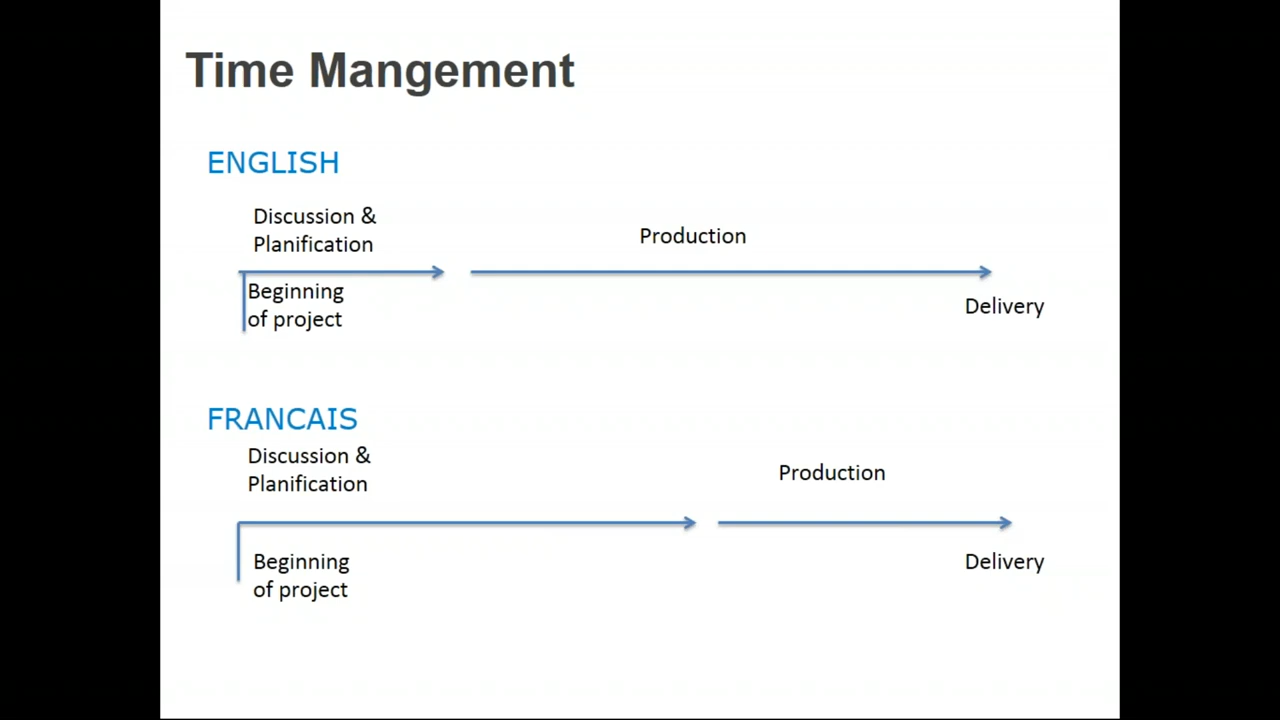 Time Mangement
ENGLISH
Discussion &
Planification
Production
Beginning
of project
Delivery
FRANCAIS
Discussion &
Planification
Production
Beginning
of project
Delivery